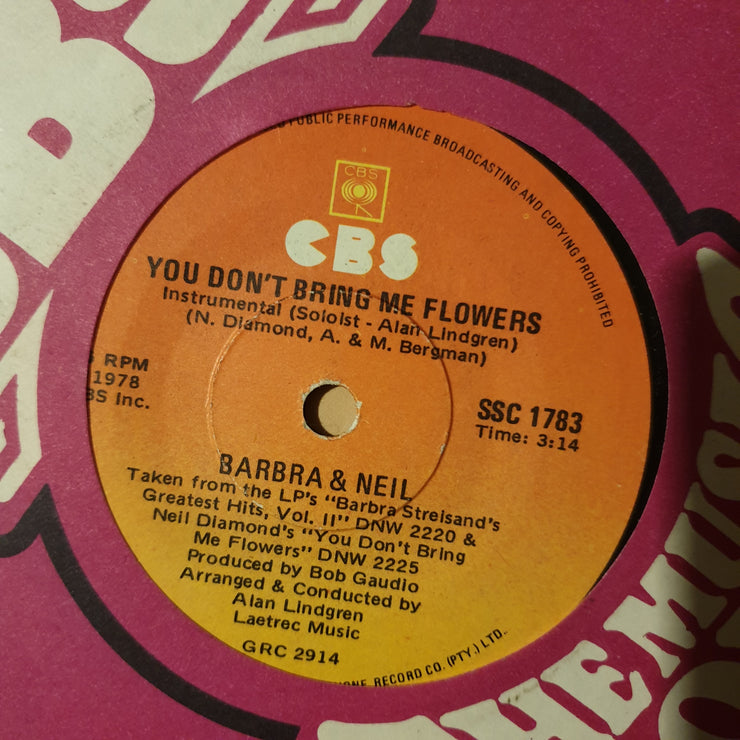 PUBLIC PERFORMANCE BROADCASTING AND COPYING PROHIBITED
CBS
CBS
YOU DON'T BRING ME FLOWERS
Instrumental (Soloist - Alan Lindgren)
(N. Diamond, A. & M. Bergman)
RPM
1978
BS Inc.
SSC 1783
Time: 3:14
BARBRA & NEIL
Taken from the LP's "Barbra Streisand's
Greatest Hits, Vol. II" DNW 2220 &
Neil Diamond's "You Don't Bring
Me Flowers" DNW 2225
Produced by Bob Gaudio
Arranged & Conducted by
Alan Lindgren
Laetrec Music
GRC 2914
ONE RECORD CO. (PTY.) LTD.